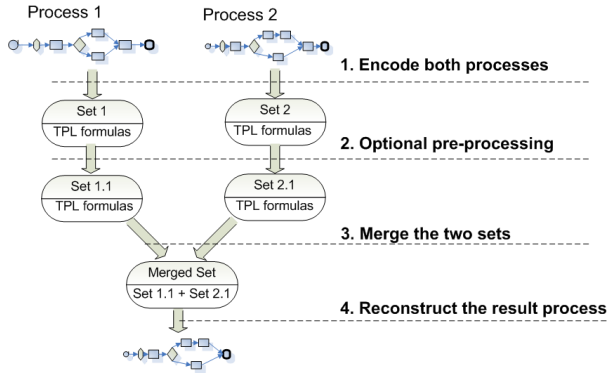 Process 1
Process 2
1. Encode both processes
Set 1
TPL formulas
Set 2
TPL formulas
2. Optional pre-processing
Set 1.1
TPL formulas
Set 2.1
TPL formulas
3. Merge the two sets
Merged Set
Set 1.1 + Set 2.1
4. Reconstruct the result process